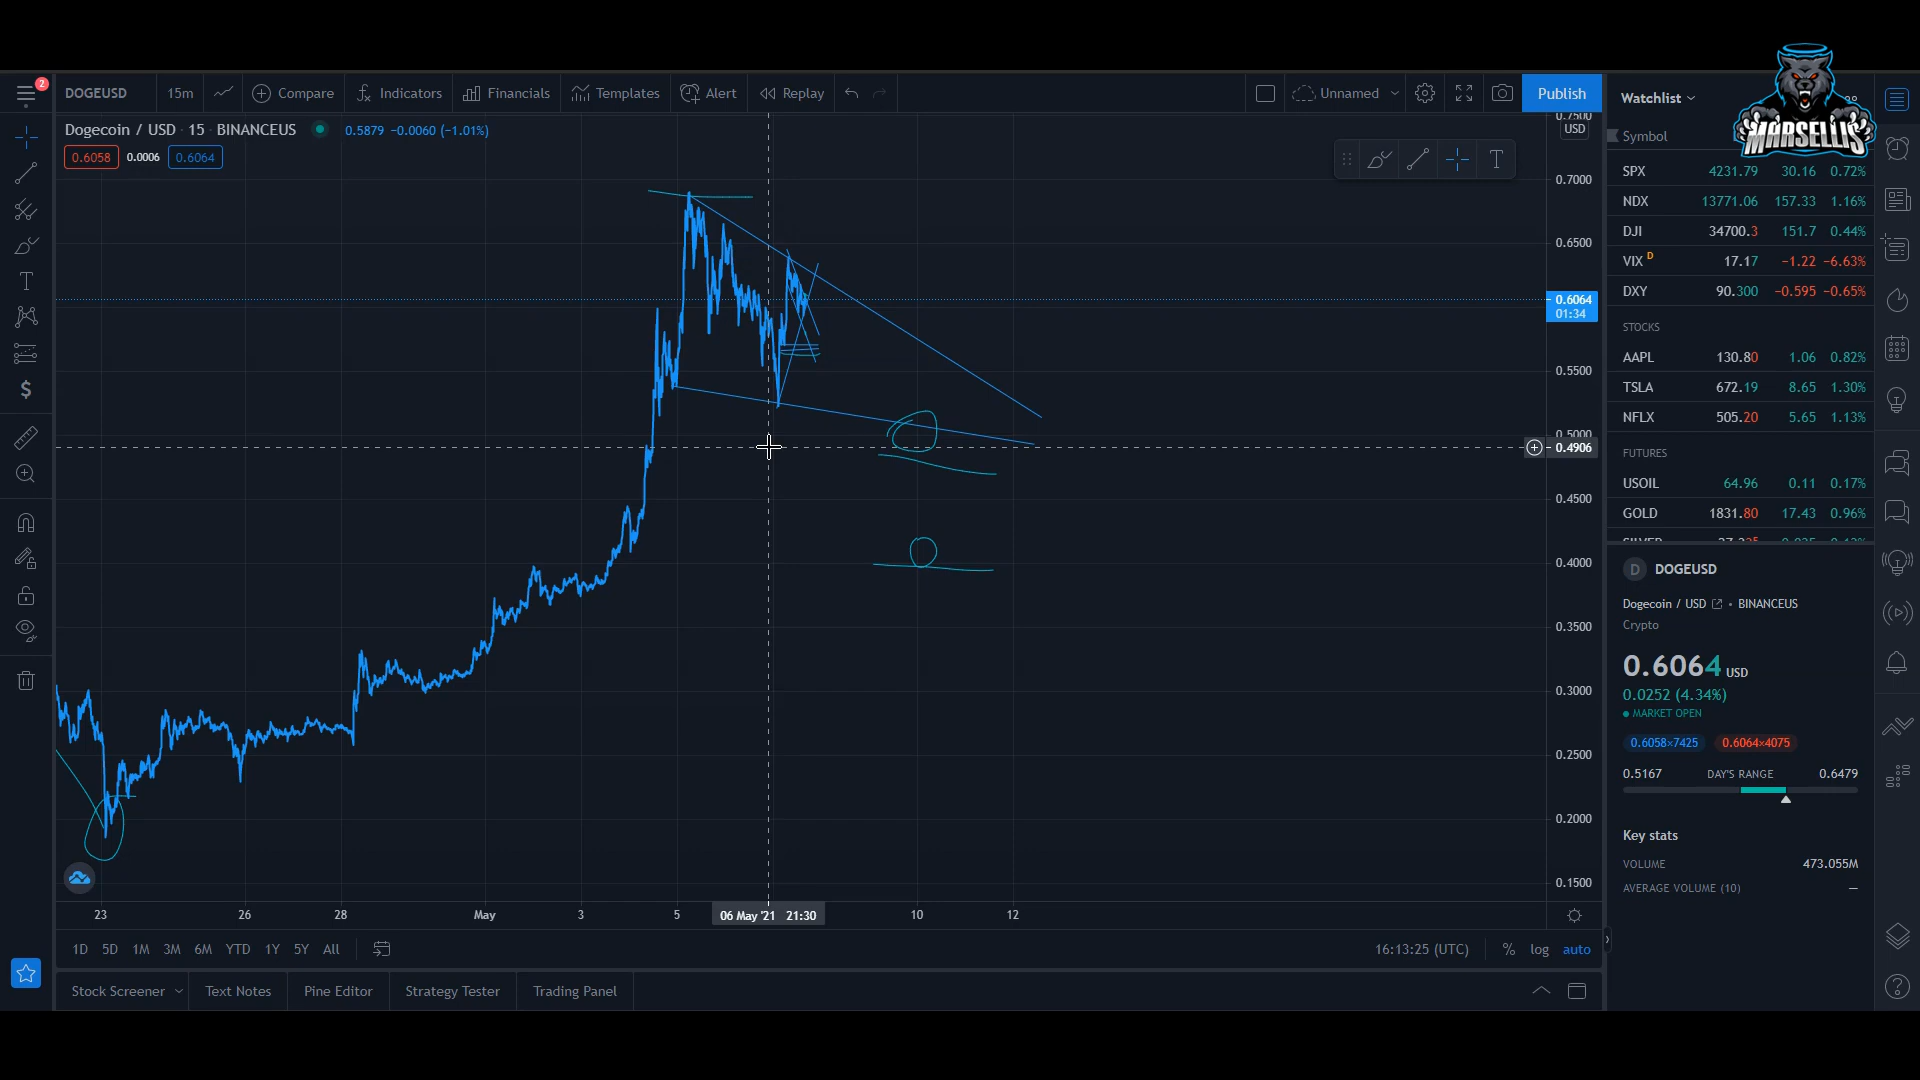 2
DOGEUSD 15m Compare Indicators Financials Templates Alert Replay Unnamed Publish
Dogecoin / USD · 15 · BINANCEUS 0.5879 −0.0060 (−1.01%)
0.6058 0.0006 0.6064
0.7500
USD
0.7000
0.6500
0.6064
01:34
0.5500
0.5000
0.4906
0.4500
0.4000
0.3500
0.3000
0.2500
0.2000
0.1500
23 26 28 May 3 5 06 May '21 21:30 10 12
1D 5D 1M 3M 6M YTD 1Y 5Y All 16:13:25 (UTC) % log auto
Stock Screener Text Notes Pine Editor Strategy Tester Trading Panel
MARSELLIS
Watchlist
Symbol
SPX 4231.79 30.16 0.72%
NDX 13771.06 157.33 1.16%
DJI 34700.3 151.7 0.44%
VIX D 17.17 −1.22 −6.63%
DXY 90.300 −0.595 −0.65%
STOCKS
AAPL 130.80 1.06 0.82%
TSLA 672.19 8.65 1.30%
NFLX 505.20 5.65 1.13%
FUTURES
USOIL 64.96 0.11 0.17%
GOLD 1831.80 17.43 0.96%
D DOGEUSD
Dogecoin / USD • BINANCEUS
Crypto
0.6064 USD
0.0252 (4.34%)
MARKET OPEN
0.6058×7425 0.6064×4075
0.5167 DAY'S RANGE 0.6479
Key stats
VOLUME 473.055M
AVERAGE VOLUME (10) —